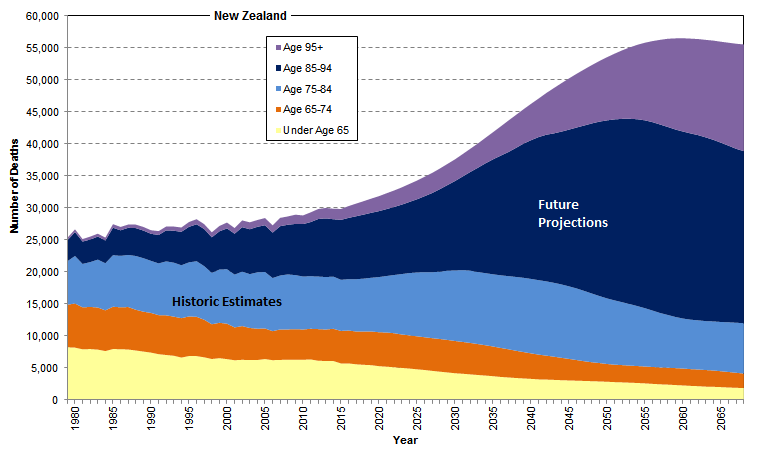 New Zealand
60,000
55,000
50,000
45,000
40,000
35,000
30,000
25,000
20,000
15,000
10,000
5,000
0
Number of Deaths
Age 95+
Age 85-94
Age 75-84
Age 65-74
Under Age 65
Future
Projections
Historic Estimates
1980
1985
1990
1995
2000
2005
2010
2015
2020
2025
2030
2035
2040
2045
2050
2055
2060
2065
Year